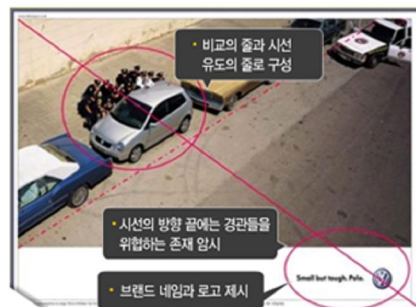 • 비교의 줄과 시선
유도의 줄로 구성
• 시선의 방향 끝에는 경관들을
위협하는 존재 암시
Small but tough. Polo.
• 브랜드 네임과 로고 제시